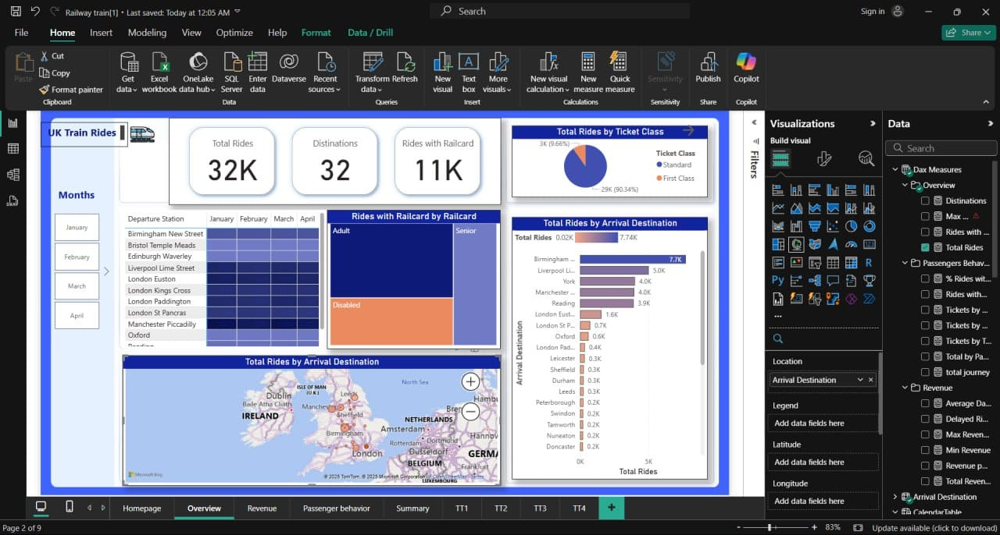 Railway train[1] • Last saved: Today at 12:05 AM
Search
Sign in
File Home Insert Modeling View Optimize Help Format Data / Drill
Share
Paste
Cut
Copy
Format painter
Clipboard
Get data
Excel workbook
OneLake data hub
SQL Server
Enter data
Dataverse
Recent sources
Data
Transform data
Refresh
Queries
New visual
Text box
More visuals
Insert
New visual calculation
New measure
Quick measure
Calculations
Sensitivity
Sensitivity
Publish
Share
Copilot
Copilot
UK Train Rides
Total Rides
32K
Distinations
32
Rides with Railcard
11K
Total Rides by Ticket Class
3K (9.66%)
29K (90.34%)
Ticket Class
Standard
First Class
Months
January
February
March
April
Departure Station January February March April
Birmingham New Street
Bristol Temple Meads
Edinburgh Waverley
Liverpool Lime Street
London Euston
London Kings Cross
London Paddington
London St Pancras
Manchester Piccadilly
Oxford
Reading
Rides with Railcard by Railcard
Adult
Senior
Disabled
Total Rides by Arrival Destination
Total Rides 0.02K 7.74K
Arrival Destination
Birmingham ... 7.7K
Liverpool Li... 5.0K
York 4.0K
Manchester ... 4.0K
Reading 3.9K
London Eust... 1.6K
London St P... 0.7K
Oxford 0.6K
London Pad... 0.4K
Leicester 0.3K
Sheffield 0.3K
Durham 0.3K
Leeds 0.3K
Peterborough 0.2K
Swindon 0.2K
Tamworth 0.2K
Nuneaton 0.2K
Doncaster 0.2K
0K 5K
Total Rides
Total Rides by Arrival Destination
North Sea
ISLE OF MAN
(U.K.)
Leeds
Dublin
Baile Átha Cliath
Manchester
Sheffield
IRELAND
Birmingham
London
Hambu
Bren
NETHERLANDS
Amsterdam
Hannov
Rotterdam
Dortmund
Düsseldorf
GERMA
BELGIUM
Frankfurt
LUXEMBOURG
Microsoft Bing
© 2025 TomTom, © 2025 Microsoft Corporation, © OpenStreetMap Terms
Filters
Visualizations
Build visual
Location
Arrival Destination
Legend
Add data fields here
Latitude
Add data fields here
Longitude
Add data fields here
Data
Search
Dax Measures
Overview
Distinations
Max ...
Rides with ...
Total Rides
Passengers Behav...
% Rides wit...
Rides with...
Tickets by ...
Tickets by ...
Tickets by T...
Total by Pa...
total journey
Revenue
Average Da...
Delayed Ri...
Max Reven...
Min Revenue
Revenue p...
Total Reven...
Arrival Destination
CalendarTable
Homepage Overview Revenue Passenger behavior Summary TT1 TT2 TT3 TT4 +
Page 2 of 9
- + 83%
Update available (click to download)